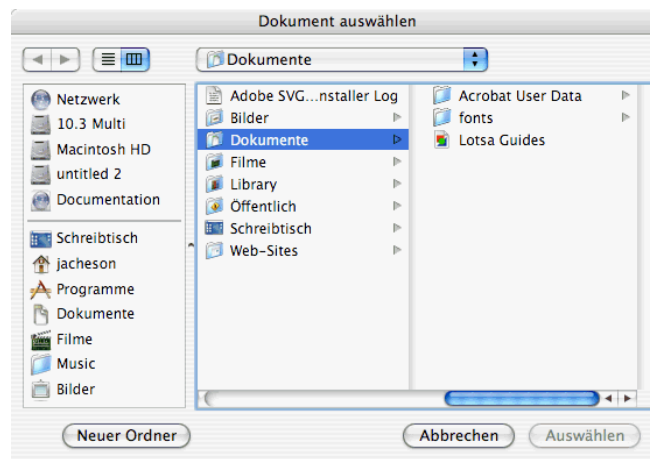 Dokument auswählen
Dokumente
Netzwerk
10.3 Multi
Macintosh HD
untitled 2
Documentation
Schreibtisch
jacheson
Programme
Dokumente
Filme
Music
Bilder
Adobe SVG...nstaller Log
Bilder
Dokumente
Filme
Library
Öffentlich
Schreibtisch
Web-Sites
Acrobat User Data
fonts
Lotsa Guides
Neuer Ordner
Abbrechen
Auswählen